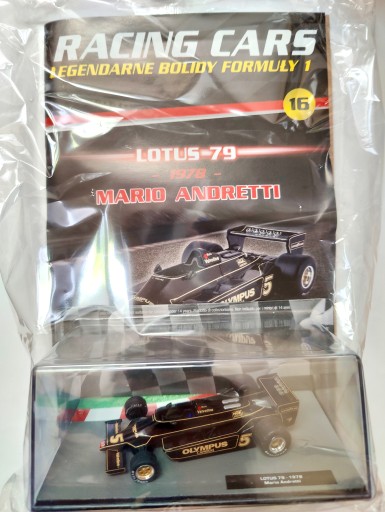 RACING CARS
LEGENDARNE BOLIDY FORMUŁY 1
16
LOTUS-79
- 1978 -
MARIO ANDRETTI
5
OLYMPUS
5
OLYMPUS
5
LOTUS 79 - 1978
Mario Andretti